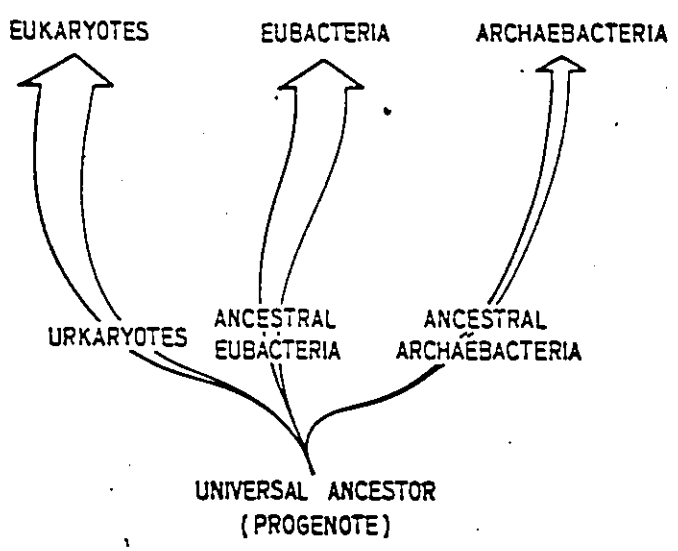 EUKARYOTES
EUBACTERIA
ARCHAEBACTERIA
URKARYOTES
ANCESTRAL
EUBACTERIA
ANCESTRAL
ARCHAEBACTERIA
UNIVERSAL ANCESTOR
(PROGENOTE)